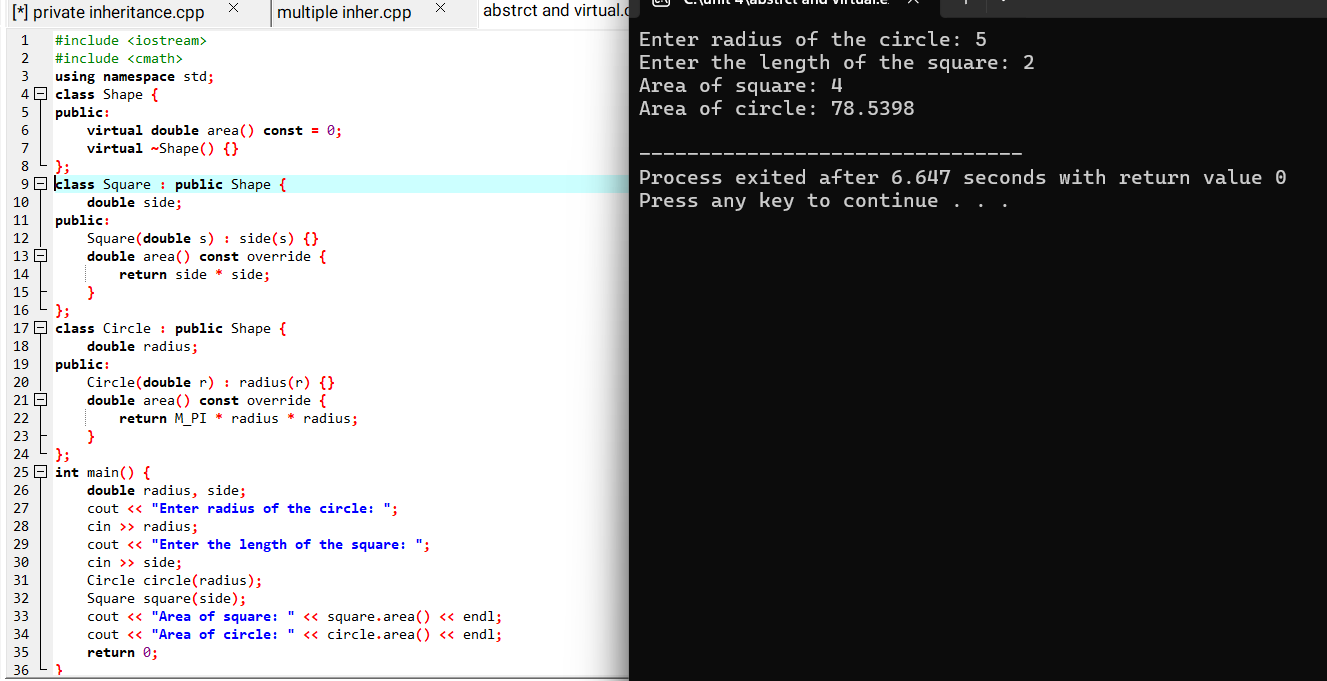 [*] private inheritance.cpp
multiple inher.cpp
abstrct and virtual.c
1 #include <iostream>
2 #include <cmath>
3 using namespace std;
4 class Shape {
5 public:
6 virtual double area() const = 0;
7 virtual ~Shape() {}
8 };
9 class Square : public Shape {
10 double side;
11 public:
12 Square(double s) : side(s) {}
13 double area() const override {
14 return side * side;
15 }
16 };
17 class Circle : public Shape {
18 double radius;
19 public:
20 Circle(double r) : radius(r) {}
21 double area() const override {
22 return M_PI * radius * radius;
23 }
24 };
25 int main() {
26 double radius, side;
27 cout << "Enter radius of the circle: ";
28 cin >> radius;
29 cout << "Enter the length of the square: ";
30 cin >> side;
31 Circle circle(radius);
32 Square square(side);
33 cout << "Area of square: " << square.area() << endl;
34 cout << "Area of circle: " << circle.area() << endl;
35 return 0;
36 }
C:\unit 4\abstrct and virtual.e
Enter radius of the circle: 5
Enter the length of the square: 2
Area of square: 4
Area of circle: 78.5398
--------------------------------
Process exited after 6.647 seconds with return value 0
Press any key to continue . . .